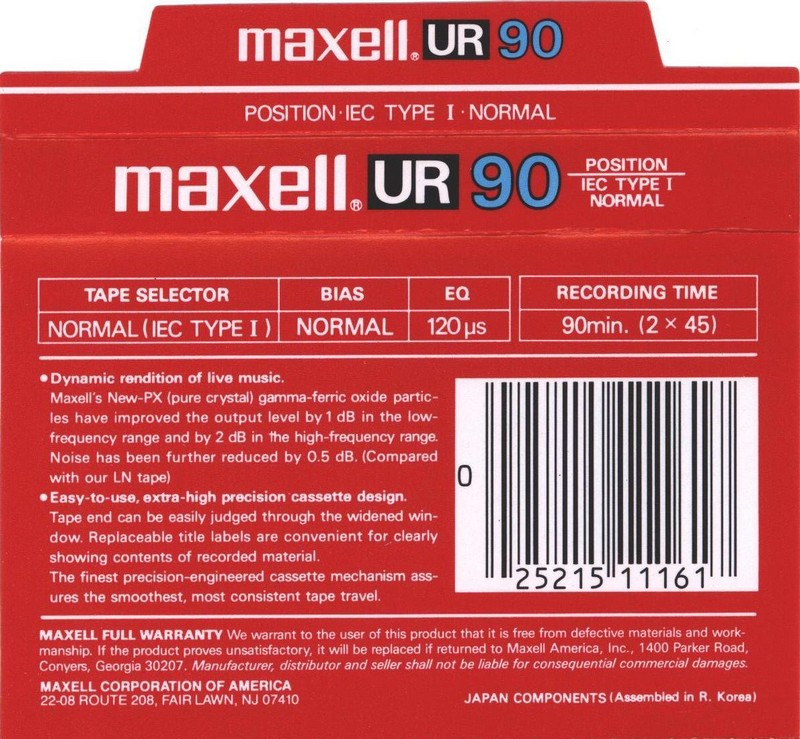 maxell® UR 90
POSITION·IEC TYPE I·NORMAL
maxell® UR 90 POSITION
IEC TYPE I
NORMAL
TAPE SELECTOR BIAS EQ RECORDING TIME
NORMAL (IEC TYPE I) NORMAL 120µs 90min. (2 × 45)
●Dynamic rendition of live music.
Maxell's New-PX (pure crystal) gamma-ferric oxide partic-
les have improved the output level by 1 dB in the low-
frequency range and by 2 dB in the high-frequency range.
Noise has been further reduced by 0.5 dB. (Compared
with our LN tape)
●Easy-to-use, extra-high precision cassette design.
Tape end can be easily judged through the widened win-
dow. Replaceable title labels are convenient for clearly
showing contents of recorded material.
The finest precision-engineered cassette mechanism ass-
ures the smoothest, most consistent tape travel.
0 25215 11161
MAXELL FULL WARRANTY We warrant to the user of this product that it is free from defective materials and work-
manship. If the product proves unsatisfactory, it will be replaced if returned to Maxell America, Inc., 1400 Parker Road,
Conyers, Georgia 30207. Manufacturer, distributor and seller shall not be liable for consequential commercial damages.
MAXELL CORPORATION OF AMERICA
22-08 ROUTE 208, FAIR LAWN, NJ 07410
JAPAN COMPONENTS (Assembled in R. Korea)